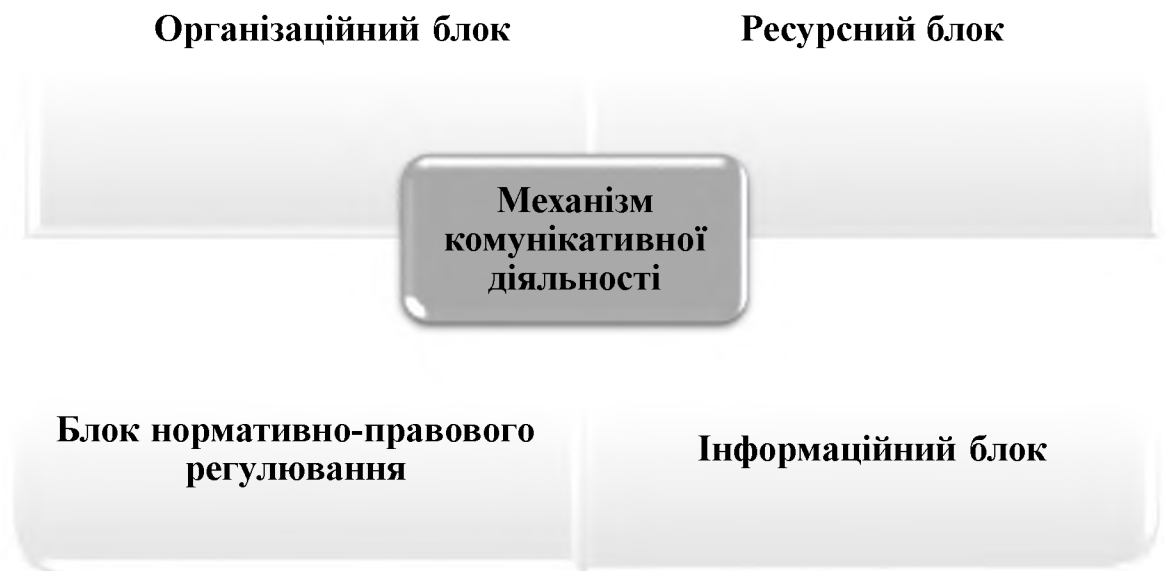 Організаційний блок
Ресурсний блок
Механізм
комунікативної
діяльності
Блок нормативно-правового
регулювання
Інформаційний блок